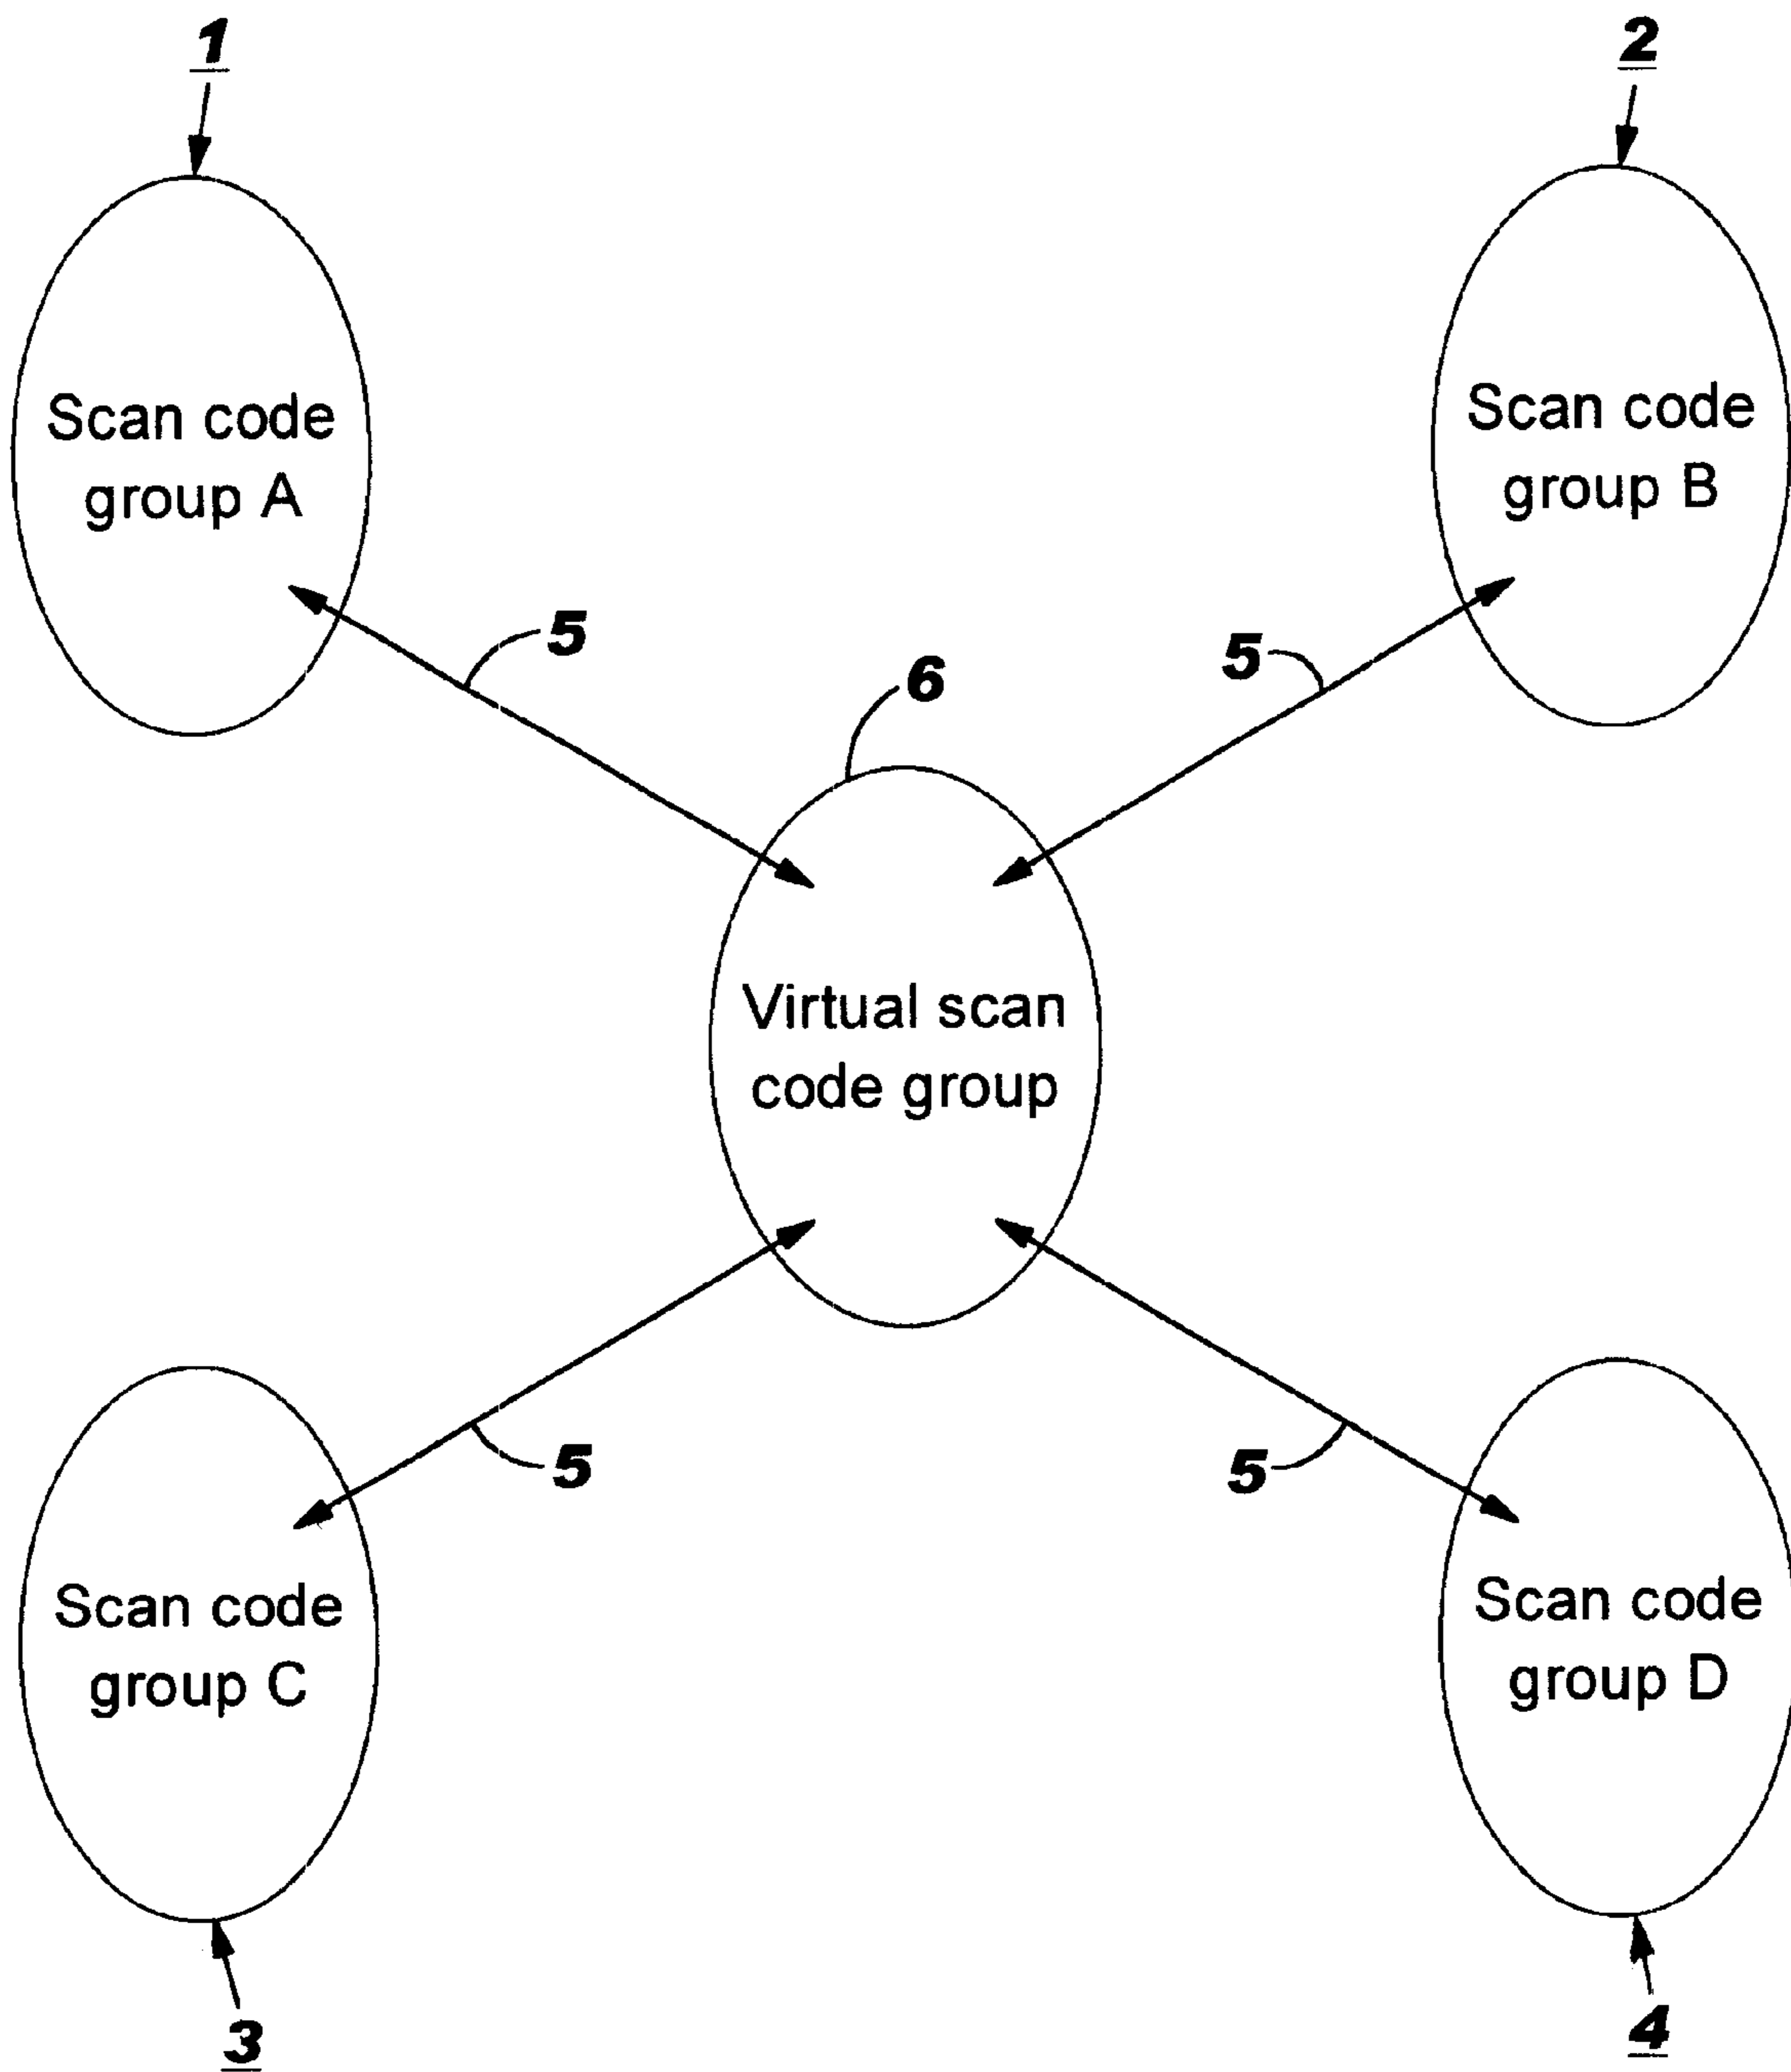 1
2
Scan code
group A
Scan code
group B
5
5
6
Virtual scan
code group
5
5
Scan code
group C
Scan code
group D
3
4